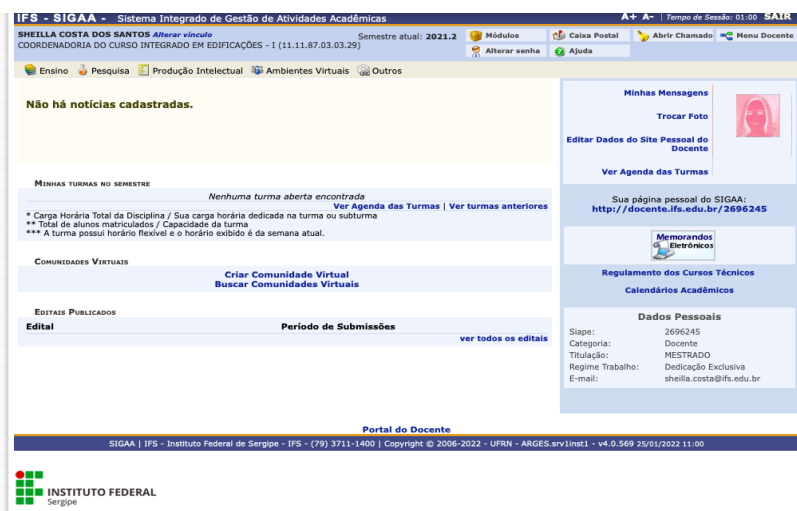 IFS - SIGAA - Sistema Integrado de Gestão de Atividades Acadêmicas
A+ A- | Tempo de Sessão: 01:00 SAIR
SHEILLA COSTA DOS SANTOS Alterar vínculo
Semestre atual: 2021.2
COORDENADORIA DO CURSO INTEGRADO EM EDIFICAÇÕES - I (11.11.87.03.03.29)
Módulos
Caixa Postal
Abrir Chamado
Menu Docente
Alterar senha
Ajuda
Ensino
Pesquisa
Produção Intelectual
Ambientes Virtuais
Outros
Não há notícias cadastradas.
Minhas Mensagens
Trocar Foto
Editar Dados do Site Pessoal do
Docente
Ver Agenda das Turmas
MINHAS TURMAS NO SEMESTRE
Nenhuma turma aberta encontrada
Ver Agenda das Turmas | Ver turmas anteriores
* Carga Horária Total da Disciplina / Sua carga horária dedicada na turma ou subturma
** Total de alunos matriculados / Capacidade da turma
*** A turma possui horário flexível e o horário exibido é da semana atual.
Sua página pessoal do SIGAA:
http://docente.ifs.edu.br/2696245
Memorandos
Eletrônicos
COMUNIDADES VIRTUAIS
Criar Comunidade Virtual
Buscar Comunidades Virtuais
Regulamento dos Cursos Técnicos
Calendários Acadêmicos
EDITAIS PUBLICADOS
Edital Período de Submissões
ver todos os editais
Dados Pessoais
Siape: 2696245
Categoria: Docente
Titulação: MESTRADO
Regime Trabalho: Dedicação Exclusiva
E-mail: sheilla.costa@ifs.edu.br
Portal do Docente
SIGAA | IFS - Instituto Federal de Sergipe - IFS - (79) 3711-1400 | Copyright © 2006-2022 - UFRN - ARGES.srv1inst1 - v4.0.569 25/01/2022 11:00
INSTITUTO FEDERAL
Sergipe